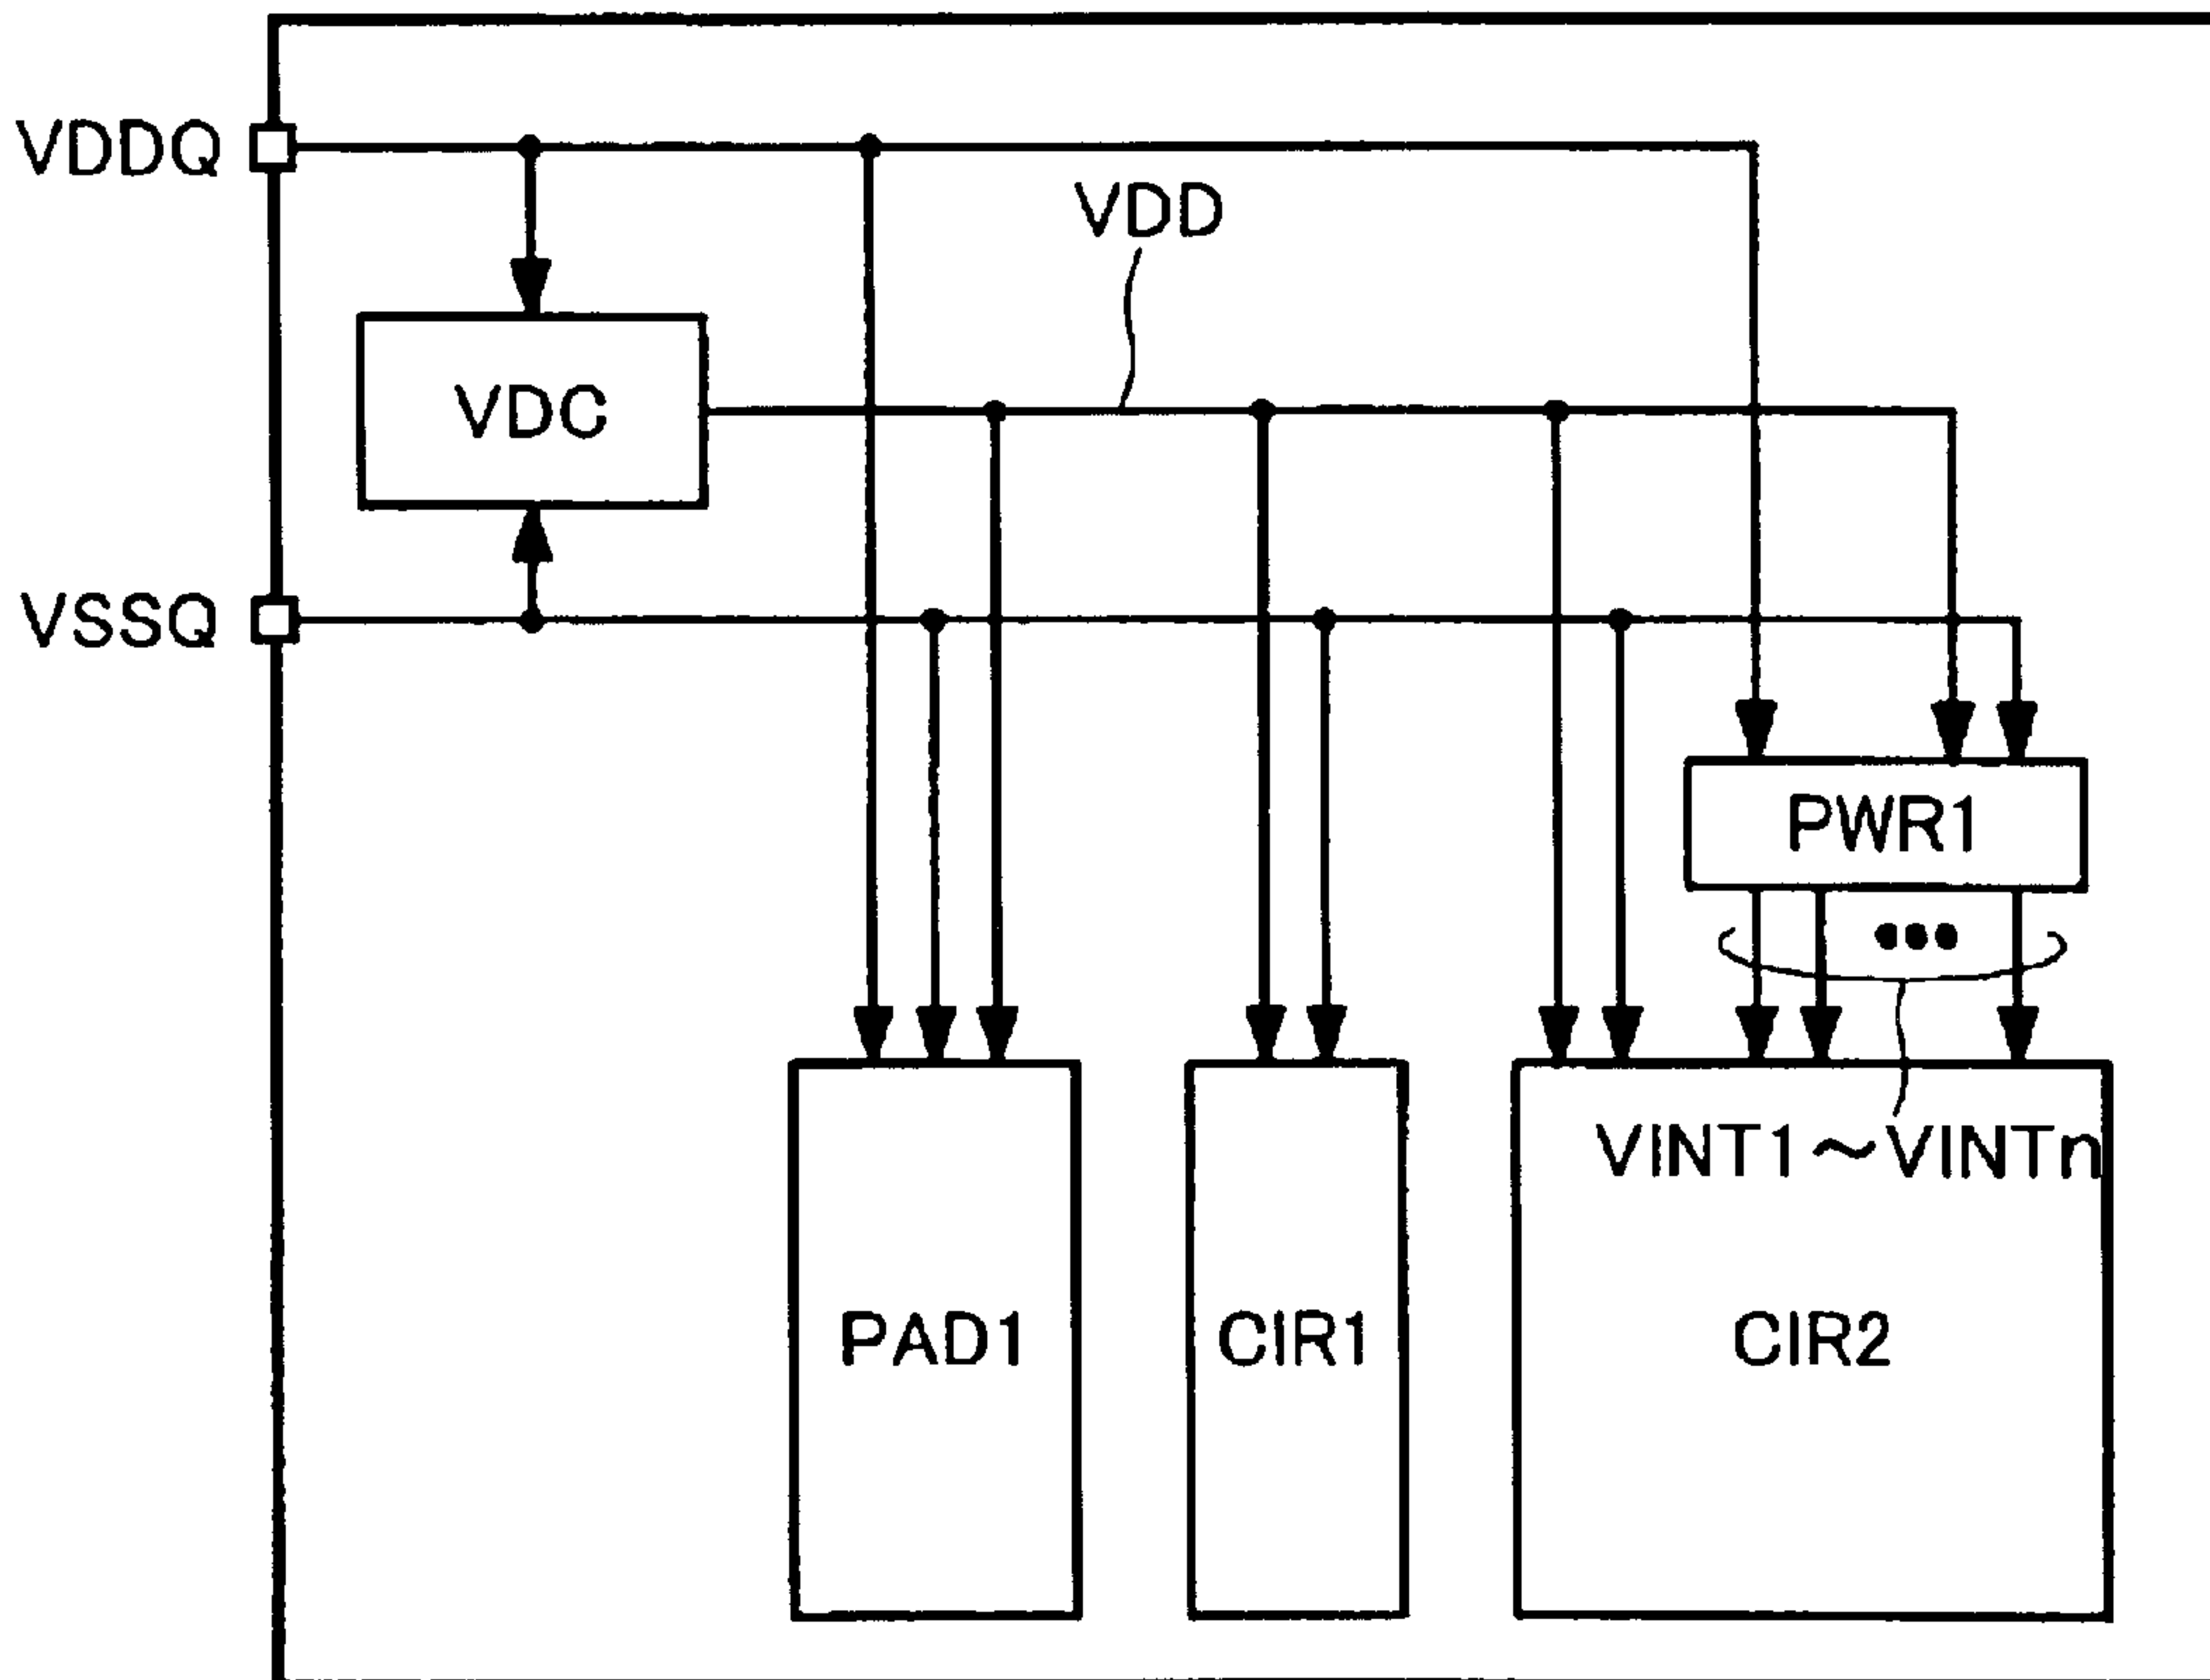 VDDQ
VDD
VDC
VSSQ
PWR1
VINT1～VINTn
PAD1
CIR1
CIR2